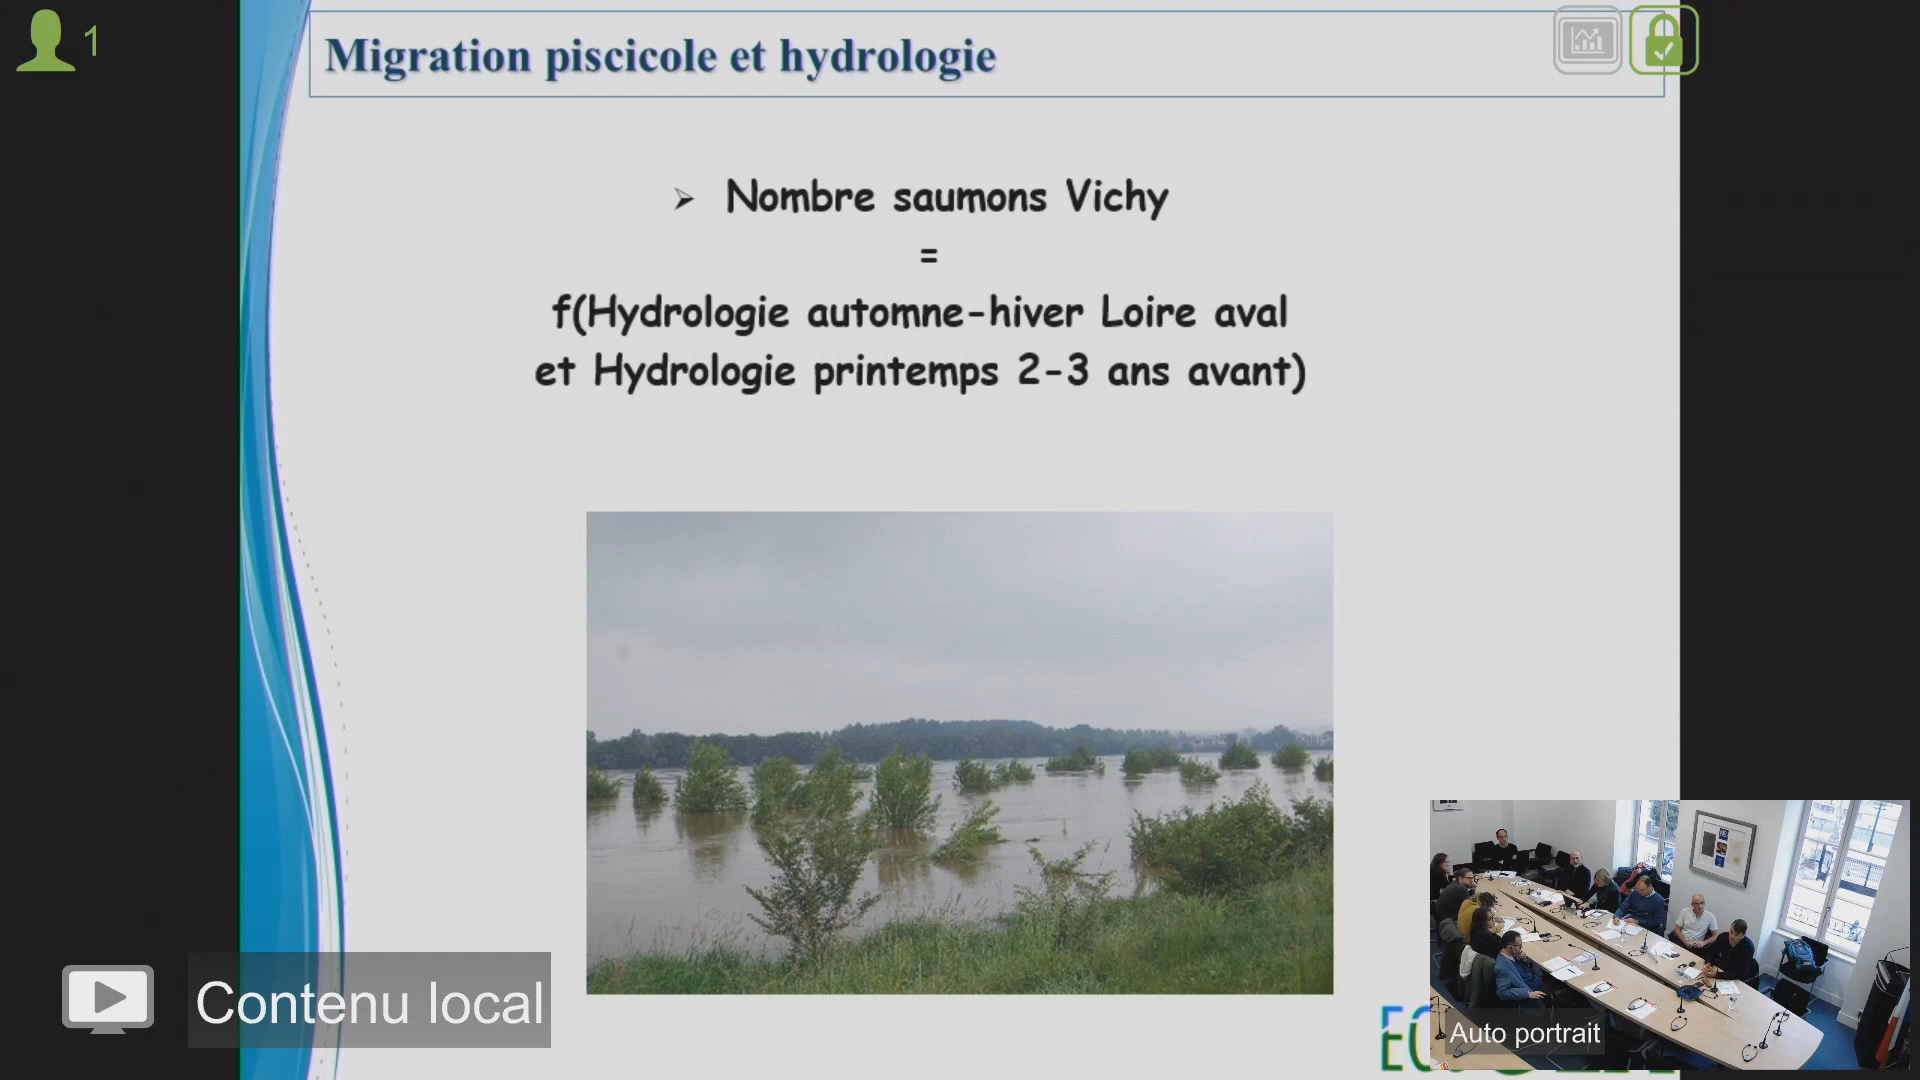 1
Migration piscicole et hydrologie
➢ Nombre saumons Vichy
=
f(Hydrologie automne-hiver Loire aval
et Hydrologie printemps 2-3 ans avant)
Contenu local
Auto portrait